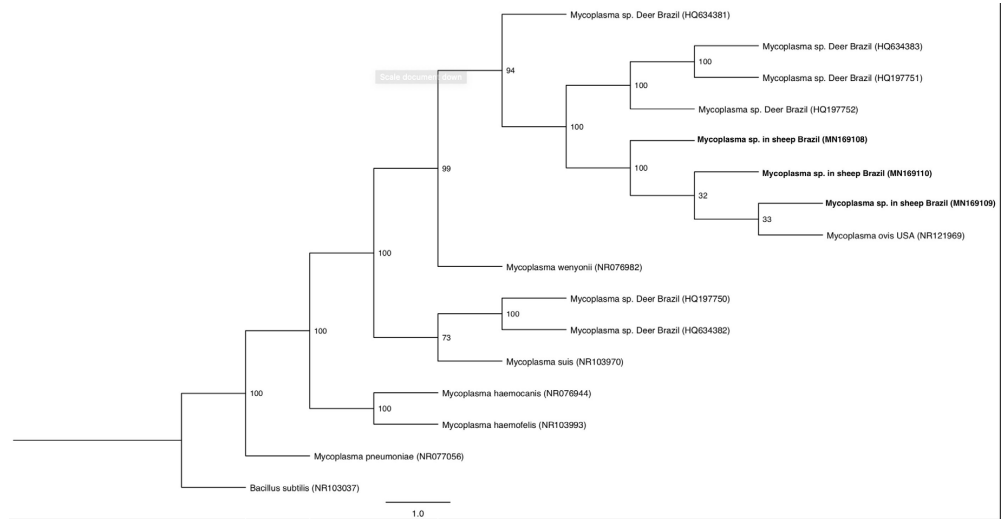 Mycoplasma sp. Deer Brazil (HQ634381)
Mycoplasma sp. Deer Brazil (HQ634383)
100
Scale document down
94
Mycoplasma sp. Deer Brazil (HQ197751)
100
Mycoplasma sp. Deer Brazil (HQ197752)
100
Mycoplasma sp. in sheep Brazil (MN169108)
100
99
Mycoplasma sp. in sheep Brazil (MN169110)
32
Mycoplasma sp. in sheep Brazil (MN169109)
33
Mycoplasma ovis USA (NR121969)
100
Mycoplasma wenyonii (NR076982)
Mycoplasma sp. Deer Brazil (HQ197750)
100
Mycoplasma sp. Deer Brazil (HQ634382)
100
73
Mycoplasma suis (NR103970)
100
Mycoplasma haemocanis (NR076944)
100
Mycoplasma haemofelis (NR103993)
Mycoplasma pneumoniae (NR077056)
Bacillus subtilis (NR103037)
1.0